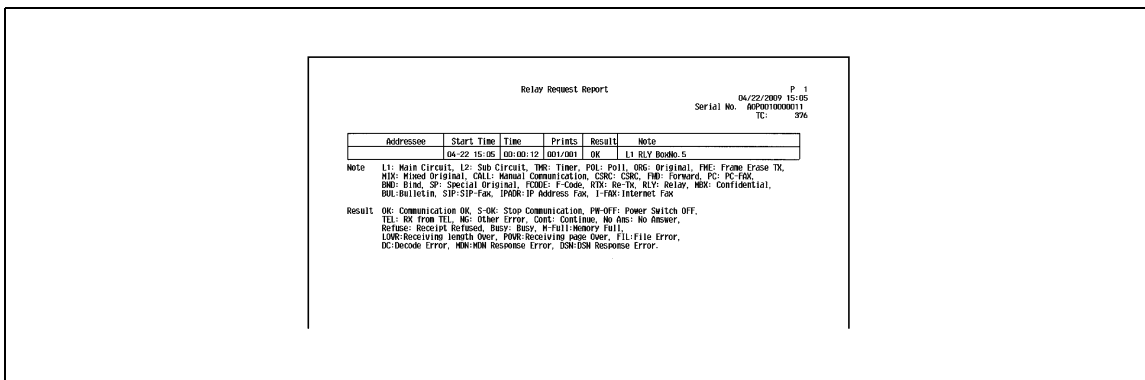 Relay Request Report
P 1
04/22/2009 15:05
Serial No. A0P0010000011
TC: 376
Addressee Start Time Time Prints Result Note
04-22 15:05 00:00:12 001/001 OK L1 RLY BoxNo.5
Note L1: Main Circuit, L2: Sub Circuit, TMR: Timer, POL: Poll, ORG: Original, FME: Frame Erase TX,
MIX: Mixed Original, CALL: Manual Communication, CSRC: CSRC, FWD: Forward, PC: PC-FAX,
BND: Bind, SP: Special Original, FCODE: F-Code, RTX: Re-Tx, RLY: Relay, MBX: Confidential,
BUL:Bulletin, SIP:SIP-Fax, IPADR:IP Address Fax, I-FAX:Internet Fax
Result OK: Communication OK, S-OK: Stop Communication, PW-OFF: Power Switch OFF,
TEL: RX from TEL, NG: Other Error, Cont: Continue, No Ans: No Answer,
Refuse: Receipt Refused, Busy: Busy, M-Full:Memory Full,
LOVR:Receiving length Over, POVR:Receiving page Over, FIL:File Error,
DC:Decode Error, MDN:MDN Response Error, DSN:DSN Response Error.